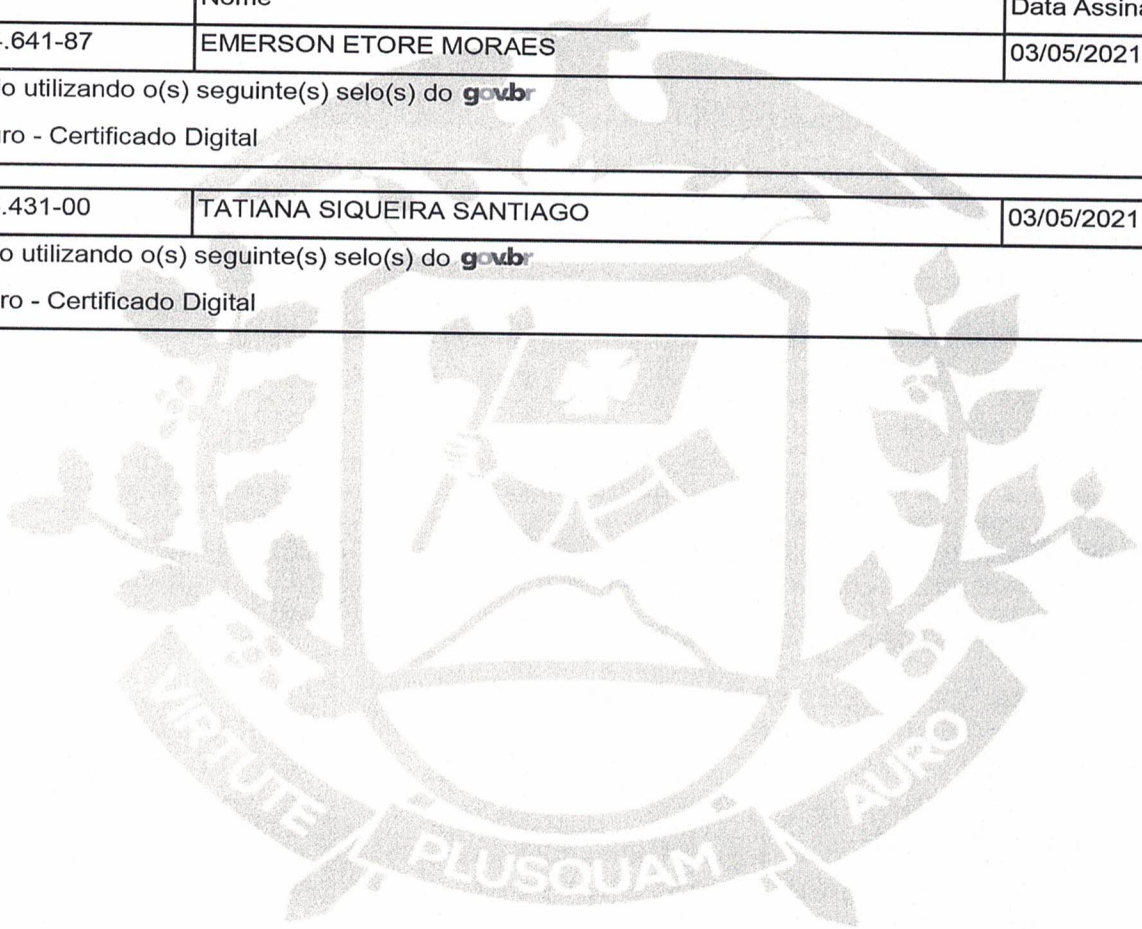 Nome Data Assina
.641-87 EMERSON ETORE MORAES 03/05/2021
o utilizando o(s) seguinte(s) selo(s) do gov.br
ro - Certificado Digital
.431-00 TATIANA SIQUEIRA SANTIAGO 03/05/2021
o utilizando o(s) seguinte(s) selo(s) do gov.br
ro - Certificado Digital
VIRTUTE PLUSQUAM AURO